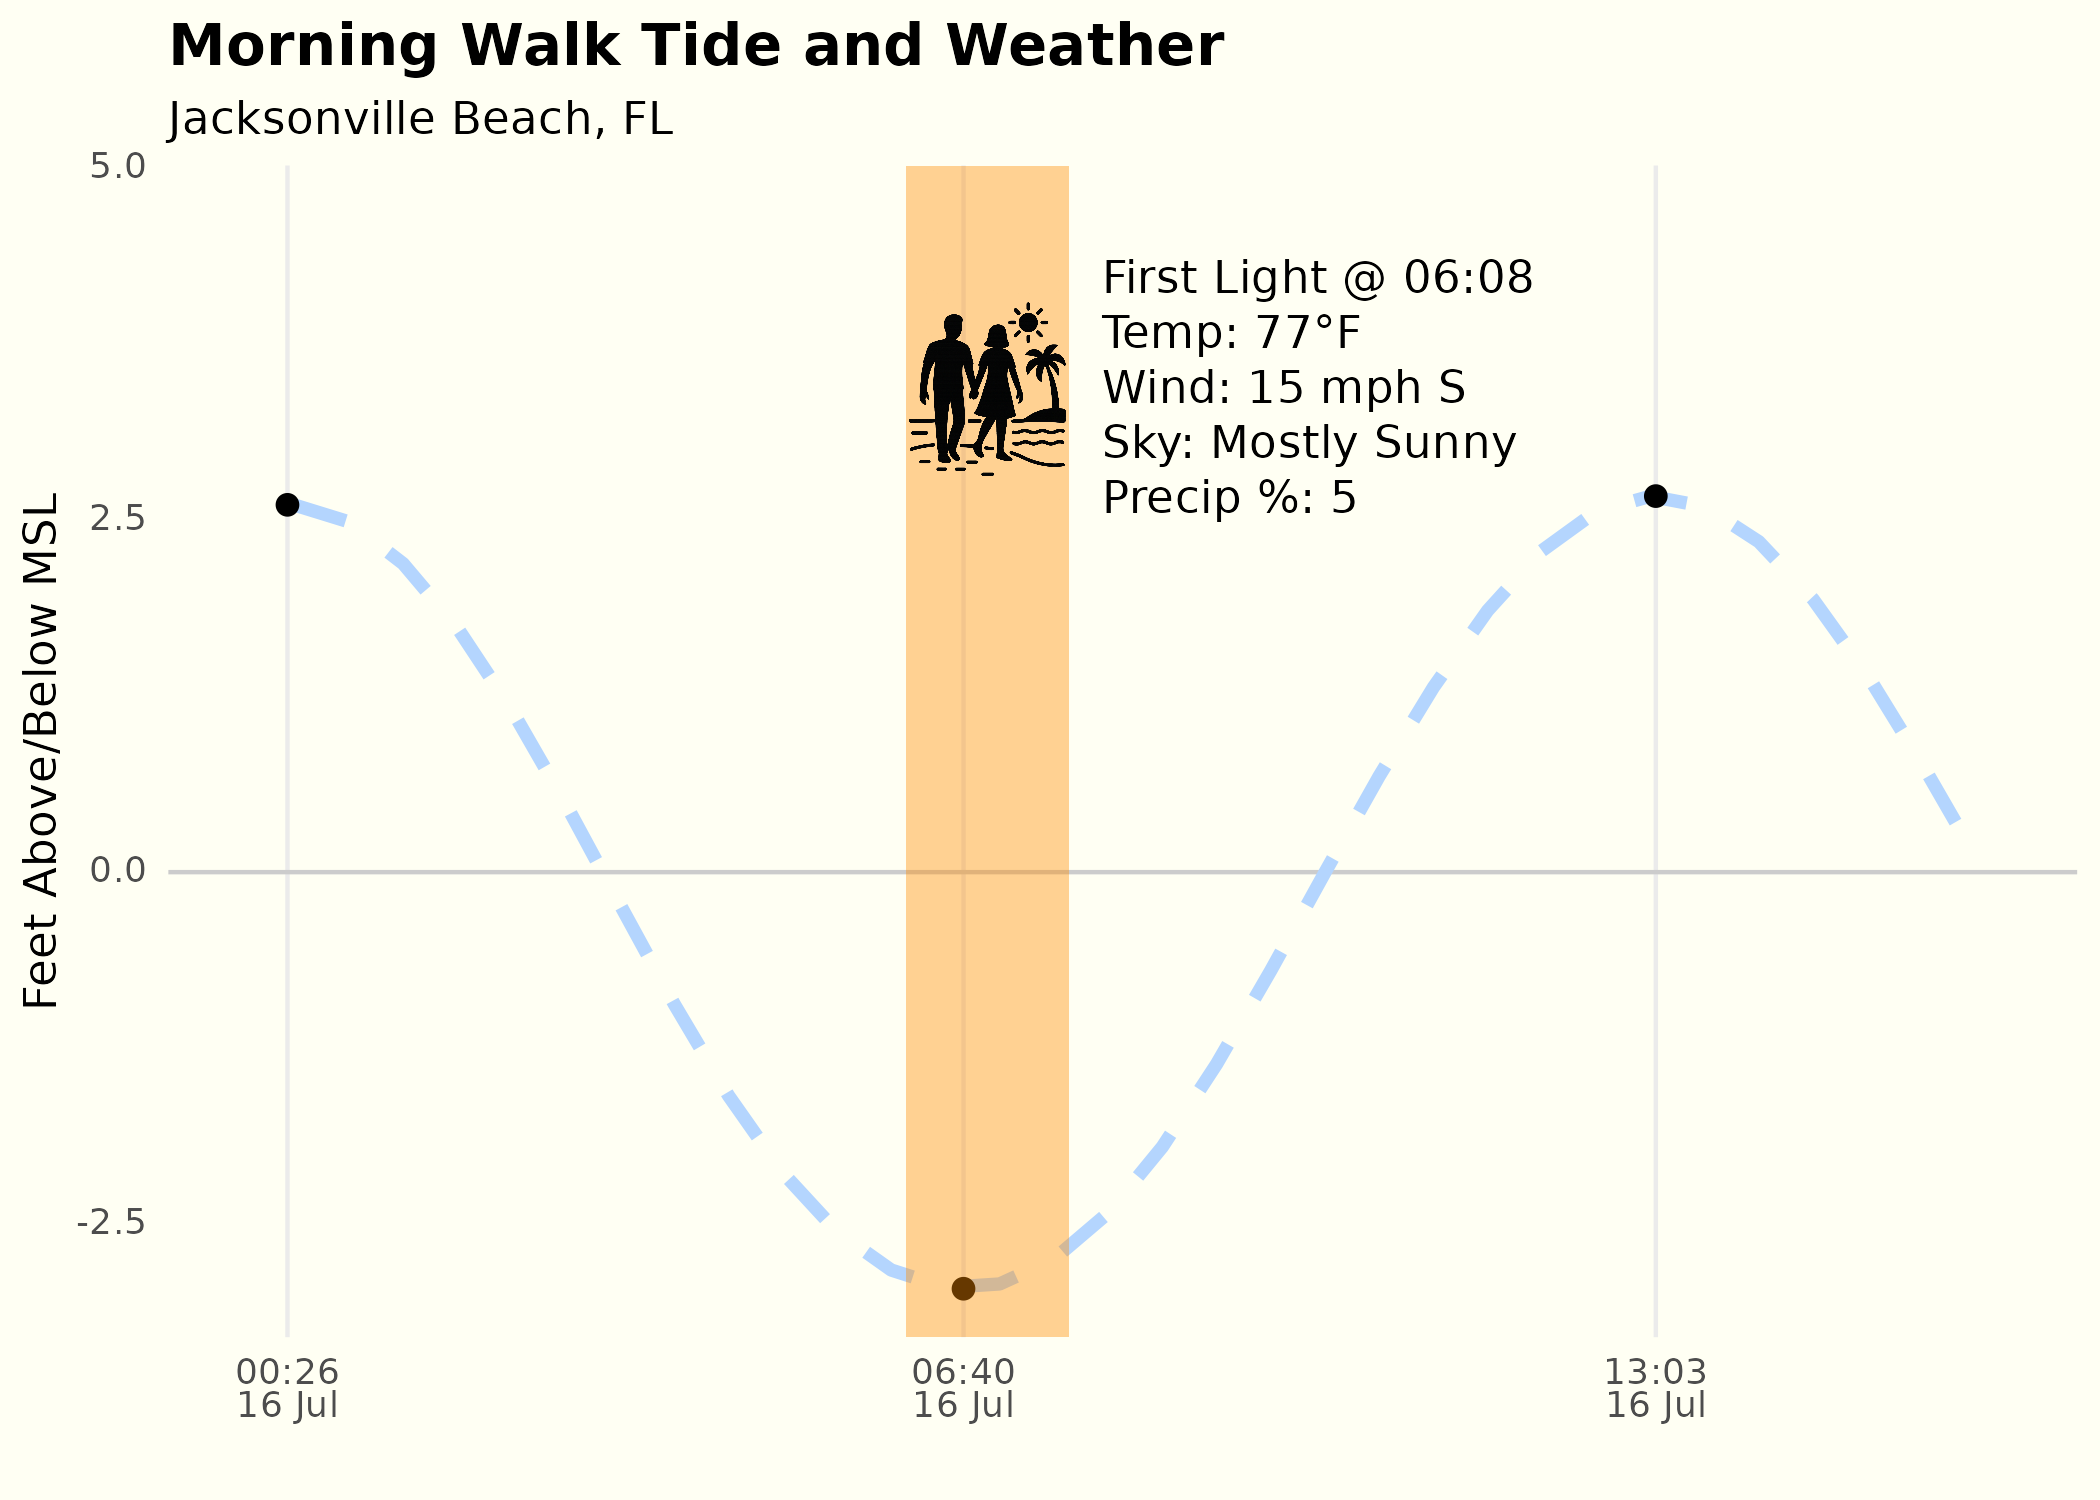 Morning Walk Tide and Weather
Jacksonville Beach, FL
Feet Above/Below MSL
5.0
2.5
0.0
-2.5
First Light @ 06:08
Temp: 77°F
Wind: 15 mph S
Sky: Mostly Sunny
Precip %: 5
00:26
16 Jul
06:40
16 Jul
13:03
16 Jul